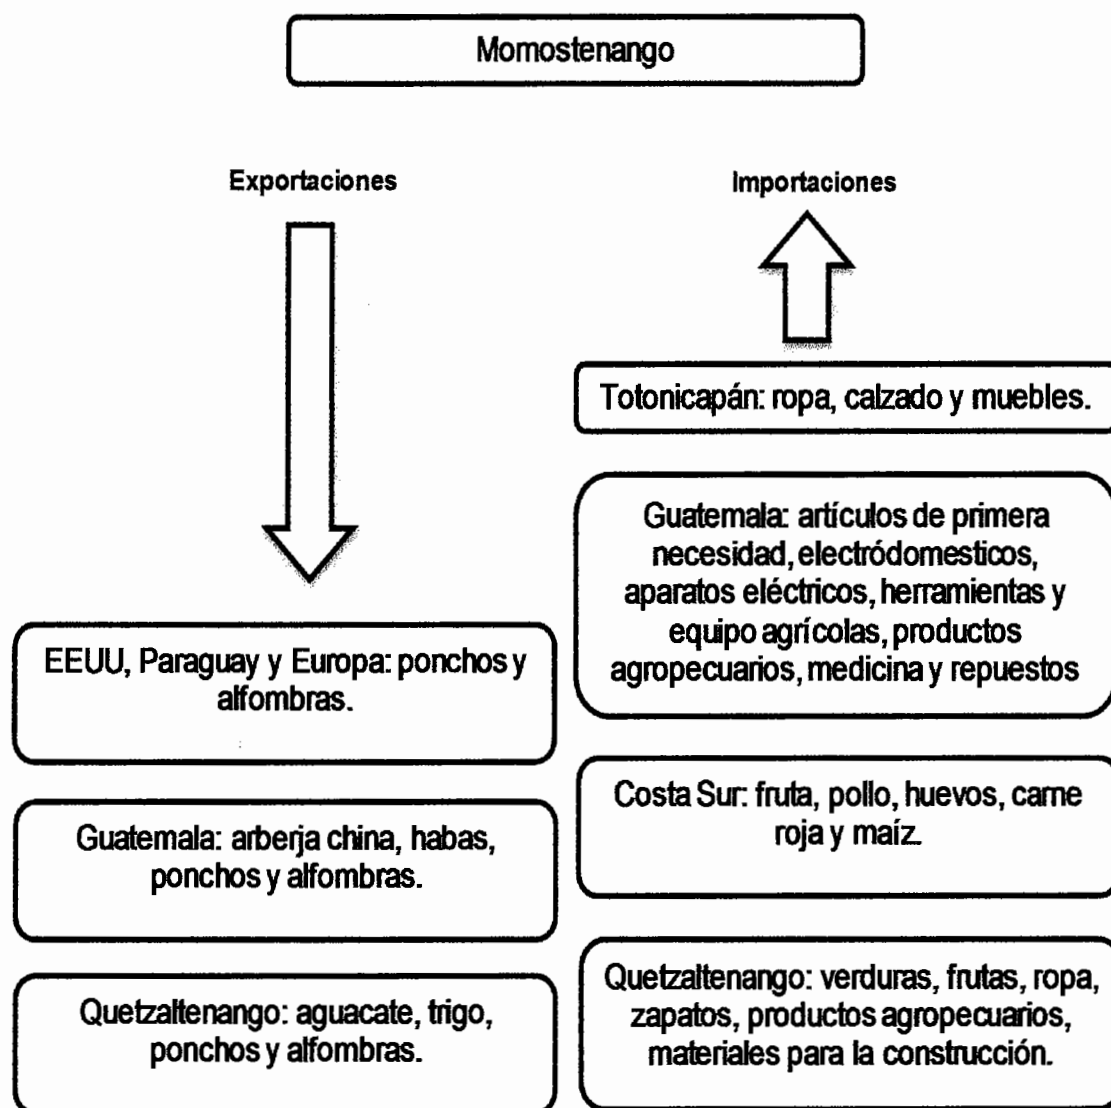 Momostenango
Exportaciones
Importaciones
EEUU, Paraguay y Europa: ponchos y
alfombras.
Guatemala: arberja china, habas,
ponchos y alfombras.
Quetzaltenango: aguacate, trigo,
ponchos y alfombras.
Totonicapán: ropa, calzado y muebles.
Guatemala: artículos de primera
necesidad, electródomesticos,
aparatos eléctricos, herramientas y
equipo agrícolas, productos
agropecuarios, medicina y repuestos
Costa Sur: fruta, pollo, huevos, carne
roja y maíz.
Quetzaltenango: verduras, frutas, ropa,
zapatos, productos agropecuarios,
materiales para la construcción.